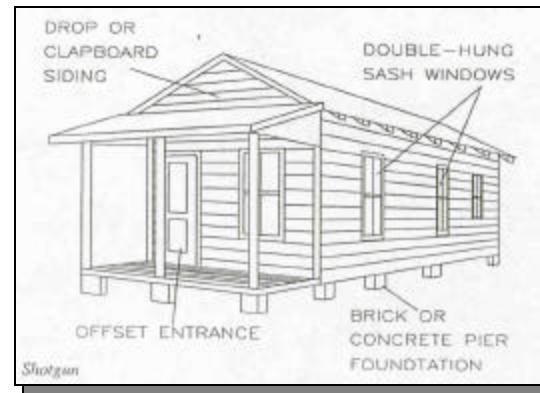 DROP OR
CLAPBOARD
SIDING
DOUBLE-HUNG
SASH WINDOWS
OFFSET ENTRANCE
BRICK OR
CONCRETE PIER
FOUNDTATION
Shotgun